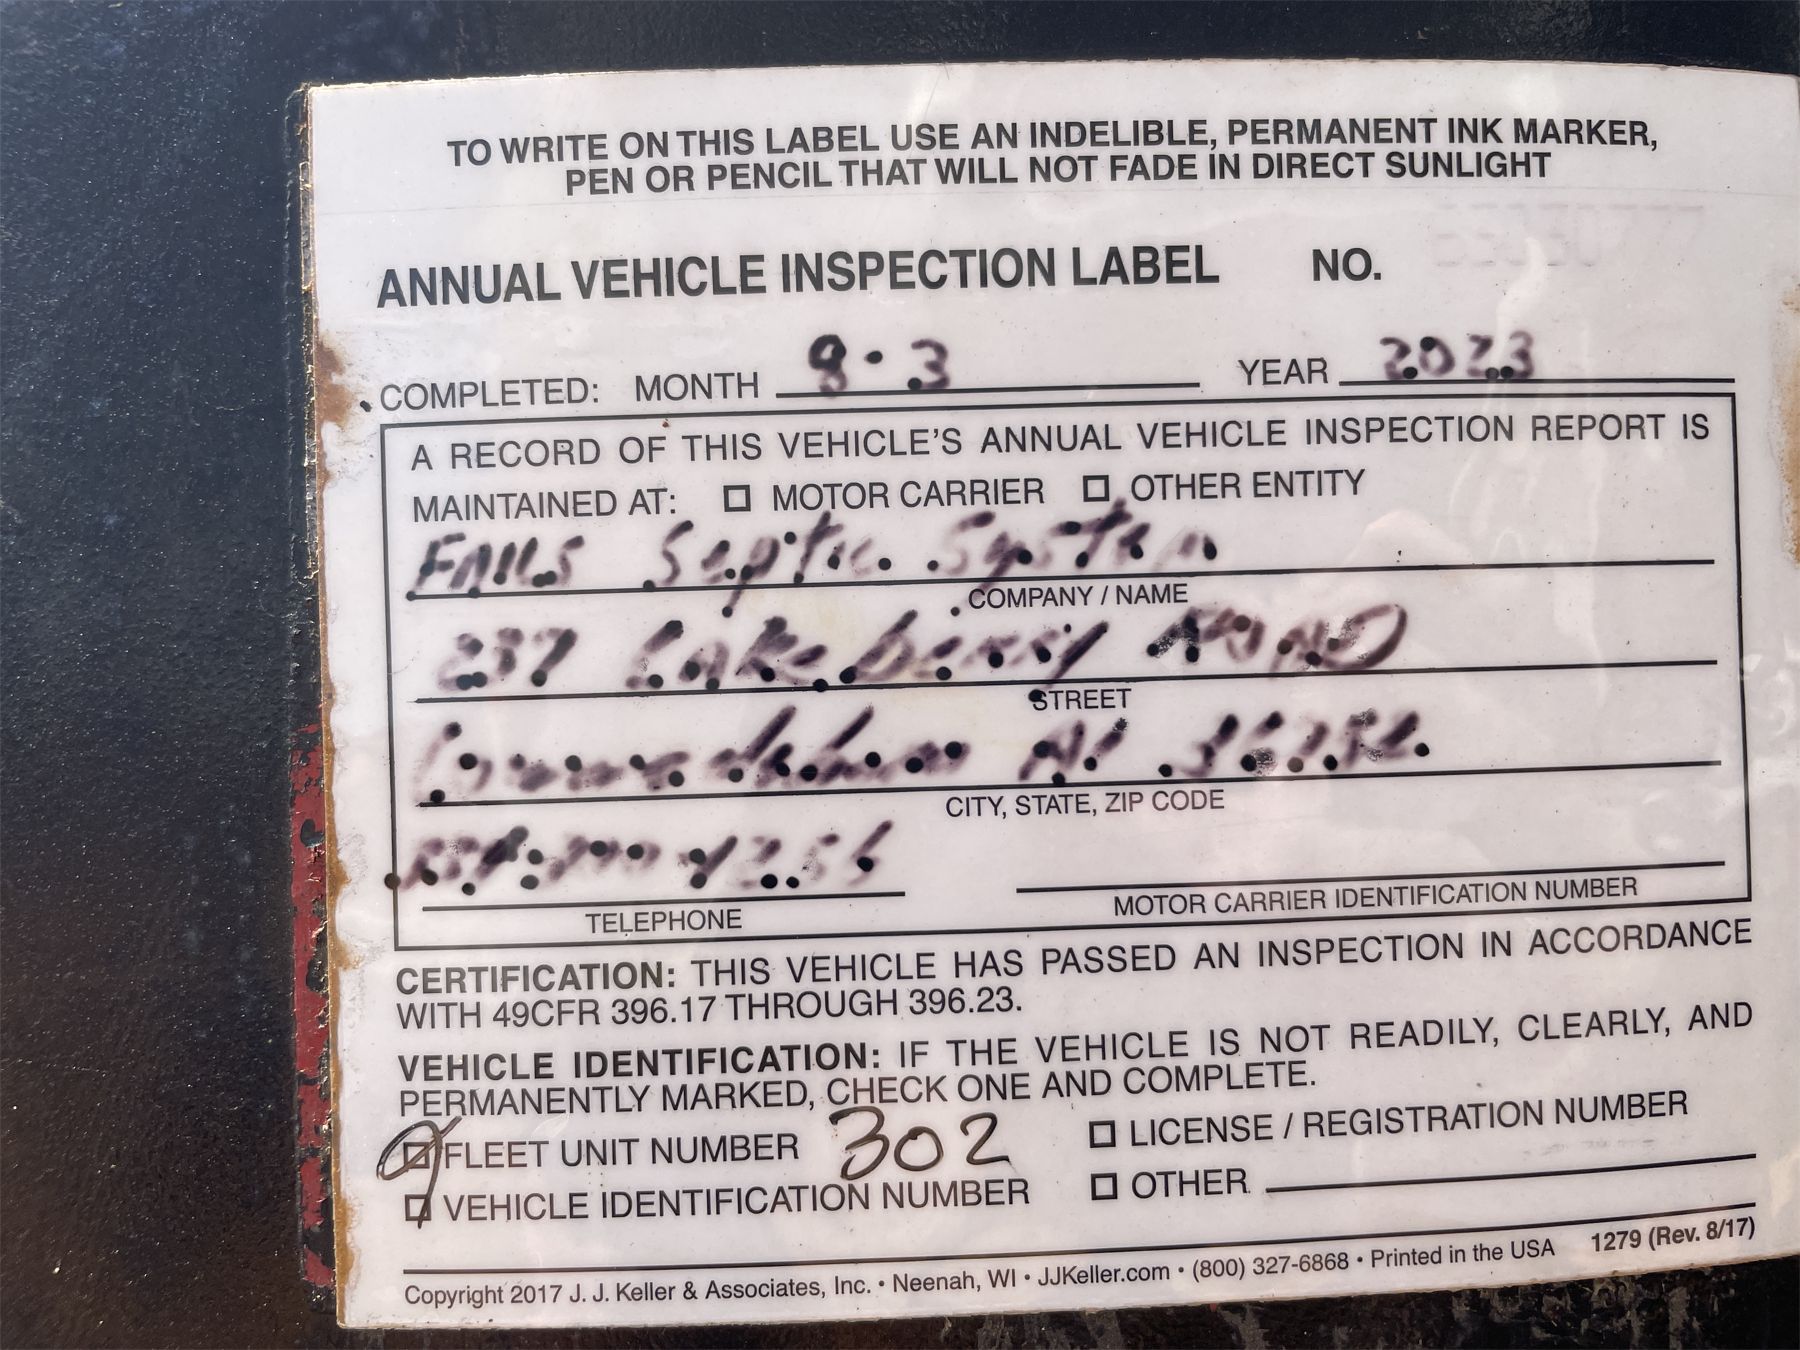 TO WRITE ON THIS LABEL USE AN INDELIBLE, PERMANENT INK MARKER,
PEN OR PENCIL THAT WILL NOT FADE IN DIRECT SUNLIGHT
ANNUAL VEHICLE INSPECTION LABEL NO.
COMPLETED: MONTH 8-3 YEAR 2023
A RECORD OF THIS VEHICLE'S ANNUAL VEHICLE INSPECTION REPORT IS
MAINTAINED AT: ☐ MOTOR CARRIER ☐ OTHER ENTITY
Septic System
COMPANY / NAME
237 Road
STREET
Al
CITY, STATE, ZIP CODE
TELEPHONE MOTOR CARRIER IDENTIFICATION NUMBER
CERTIFICATION: THIS VEHICLE HAS PASSED AN INSPECTION IN ACCORDANCE
WITH 49CFR 396.17 THROUGH 396.23.
VEHICLE IDENTIFICATION: IF THE VEHICLE IS NOT READILY, CLEARLY, AND
PERMANENTLY MARKED, CHECK ONE AND COMPLETE.
☑ FLEET UNIT NUMBER 302 ☐ LICENSE / REGISTRATION NUMBER
☐ VEHICLE IDENTIFICATION NUMBER ☐ OTHER
Copyright 2017 J. J. Keller & Associates, Inc. • Neenah, WI • JJKeller.com • (800) 327-6868 • Printed in the USA 1279 (Rev. 8/17)